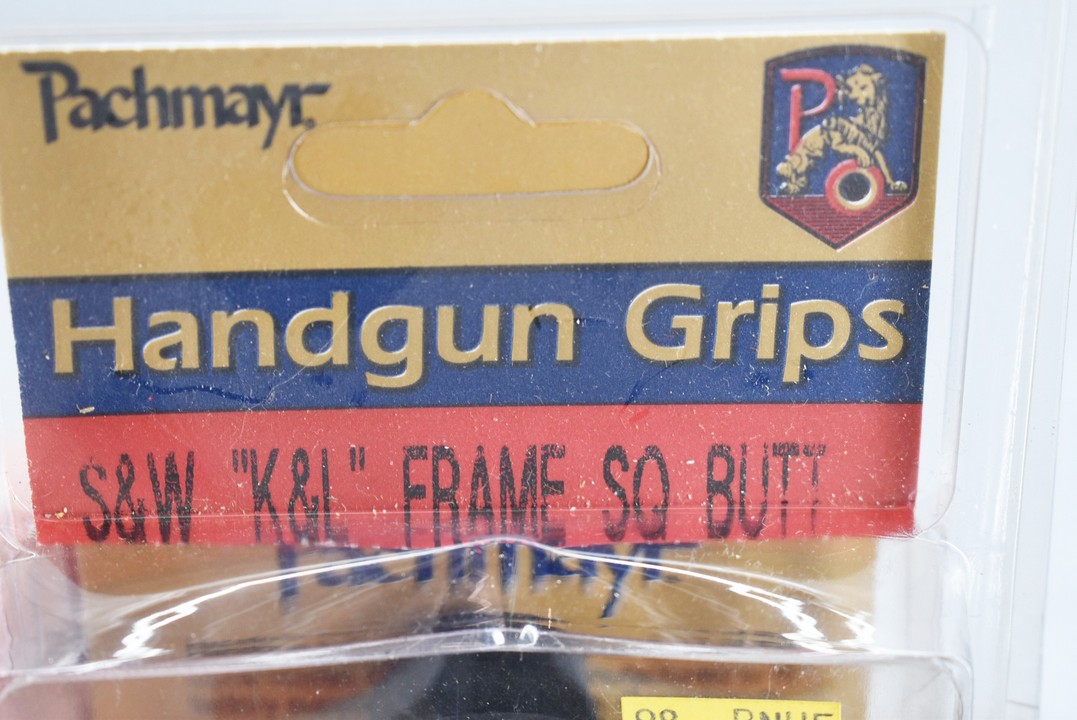 Pachmayr.
P
Handgun Grips
S&W "K&L" FRAME SQ BUTT
Pachmayr